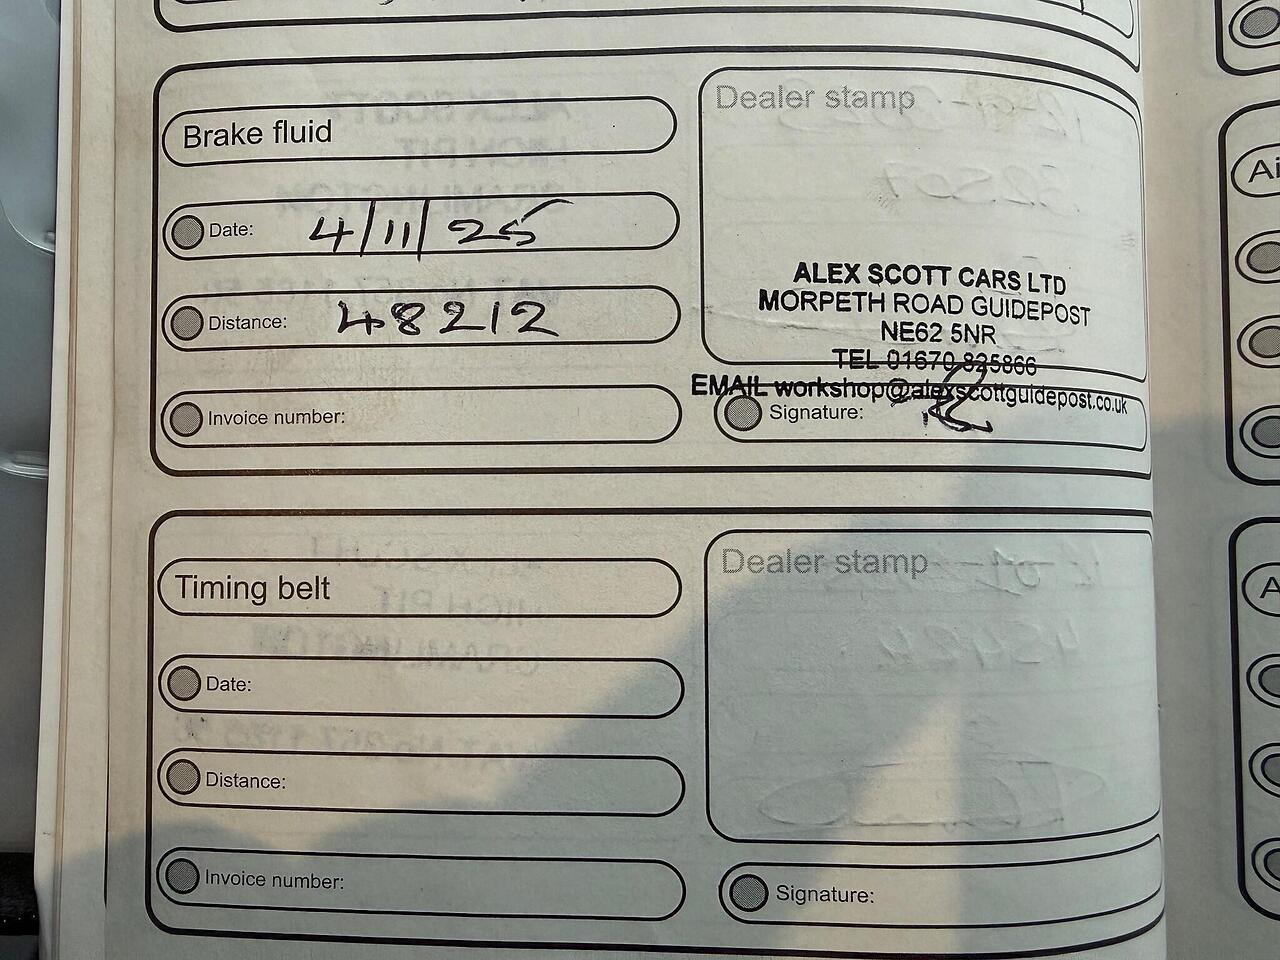 Brake fluid
Date: 4/11/25
Distance: 48212
Invoice number:
Dealer stamp
ALEX SCOTT CARS LTD
MORPETH ROAD GUIDEPOST
NE62 5NR
TEL 01670 825866
EMAIL workshop@alexscottguidepost.co.uk
Signature:
Timing belt
Date:
Distance:
Invoice number:
Dealer stamp
Signature:
Ai
A